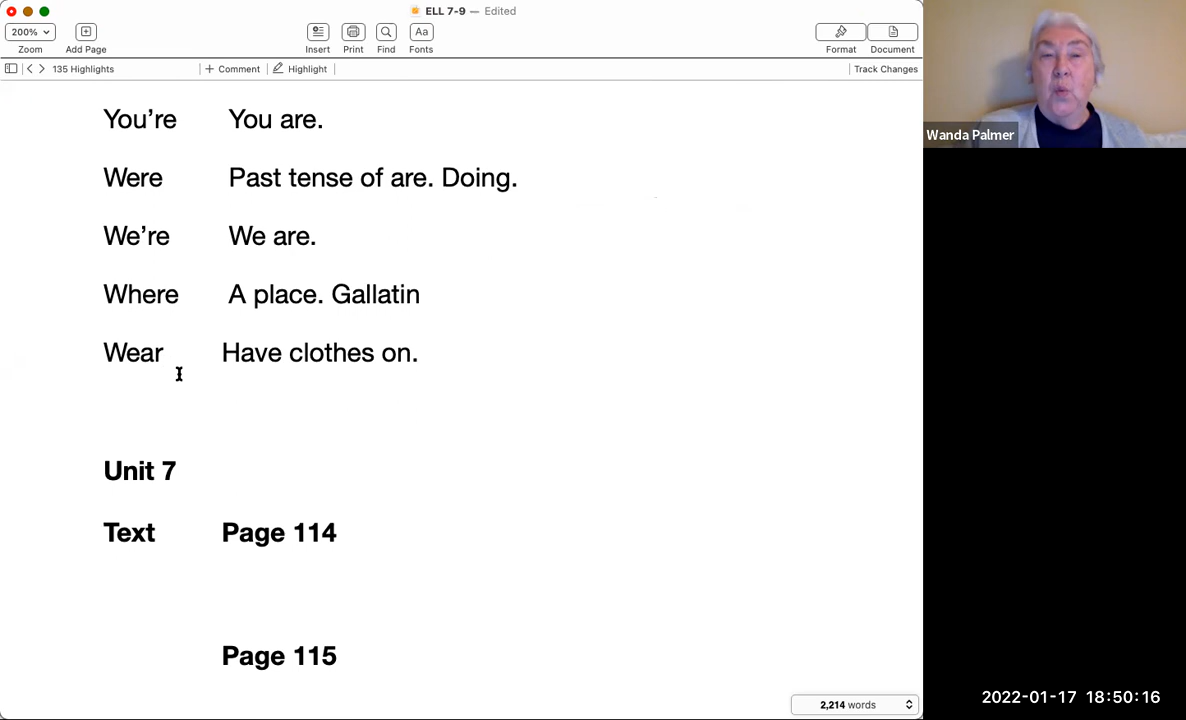 ELL 7-9 — Edited
200%
Zoom
Add Page
Insert
Print
Find
Aa
Fonts
Format
Document
135 Highlights
+ Comment
Highlight
Track Changes
You’re You are.
Were Past tense of are. Doing.
We’re We are.
Where A place. Gallatin
Wear Have clothes on.
Unit 7
Text Page 114
Page 115
2,214 words
Wanda Palmer
2022-01-17 18:50:16